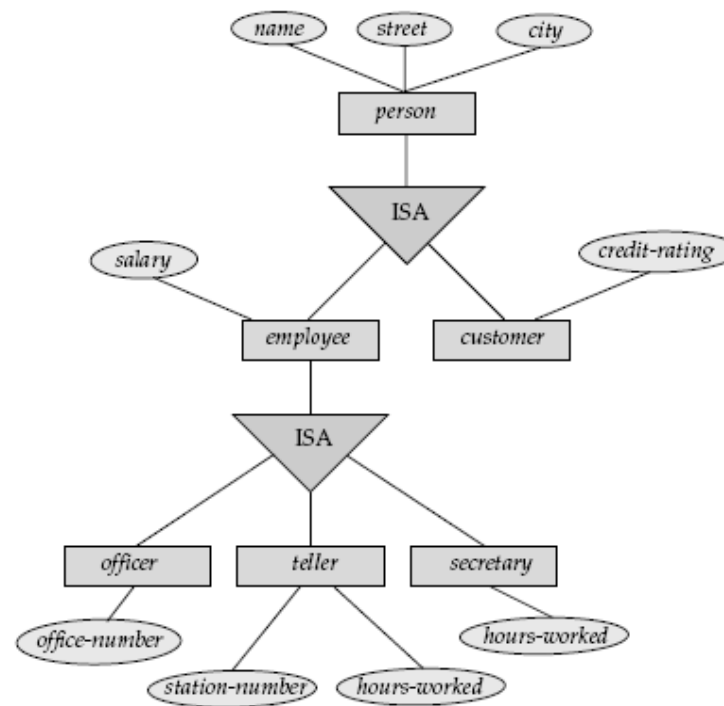 name
street
city
person
ISA
salary
credit-rating
employee
customer
ISA
officer
teller
secretary
office-number
hours-worked
station-number
hours-worked